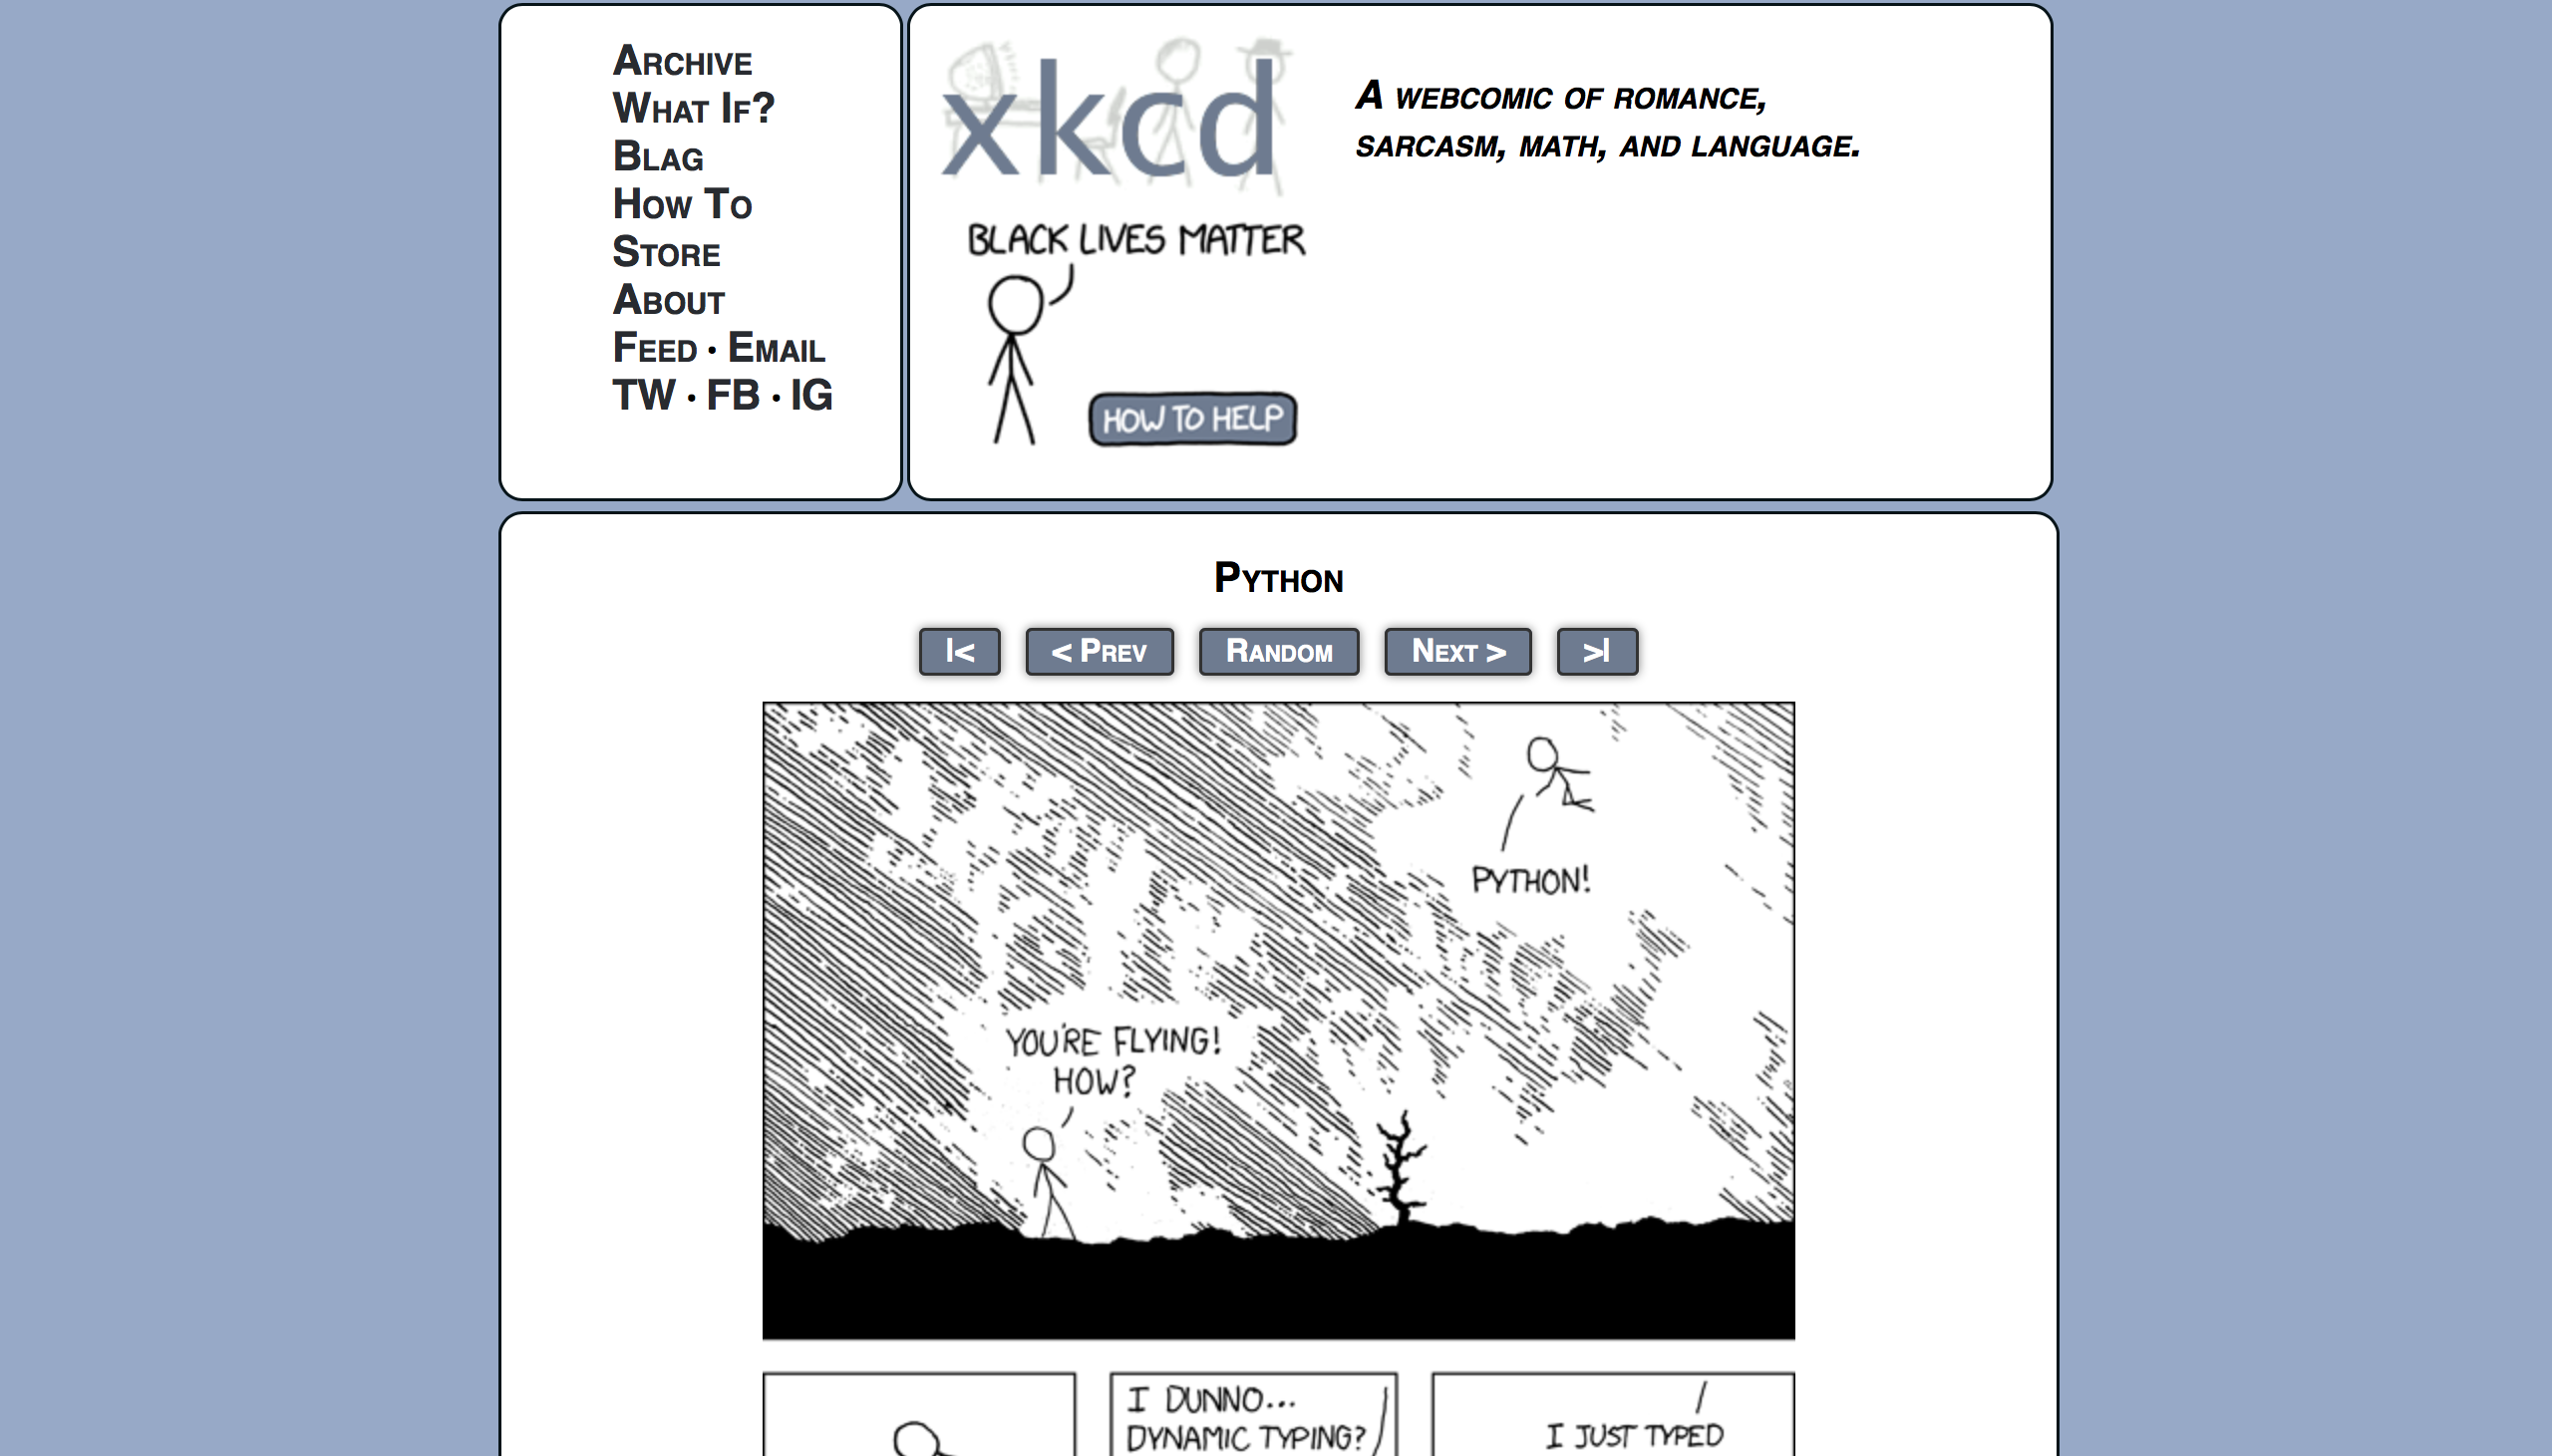 Archive
What If?
Blag
How To
Store
About
Feed • Email
TW • FB • IG
xkcd
A webcomic of romance,
sarcasm, math, and language.
BLACK LIVES MATTER
HOW TO HELP
Python
|<
< Prev
Random
Next >
>|
PYTHON!
YOU'RE FLYING!
HOW?
I DUNNO...
DYNAMIC TYPING?
I JUST TYPED